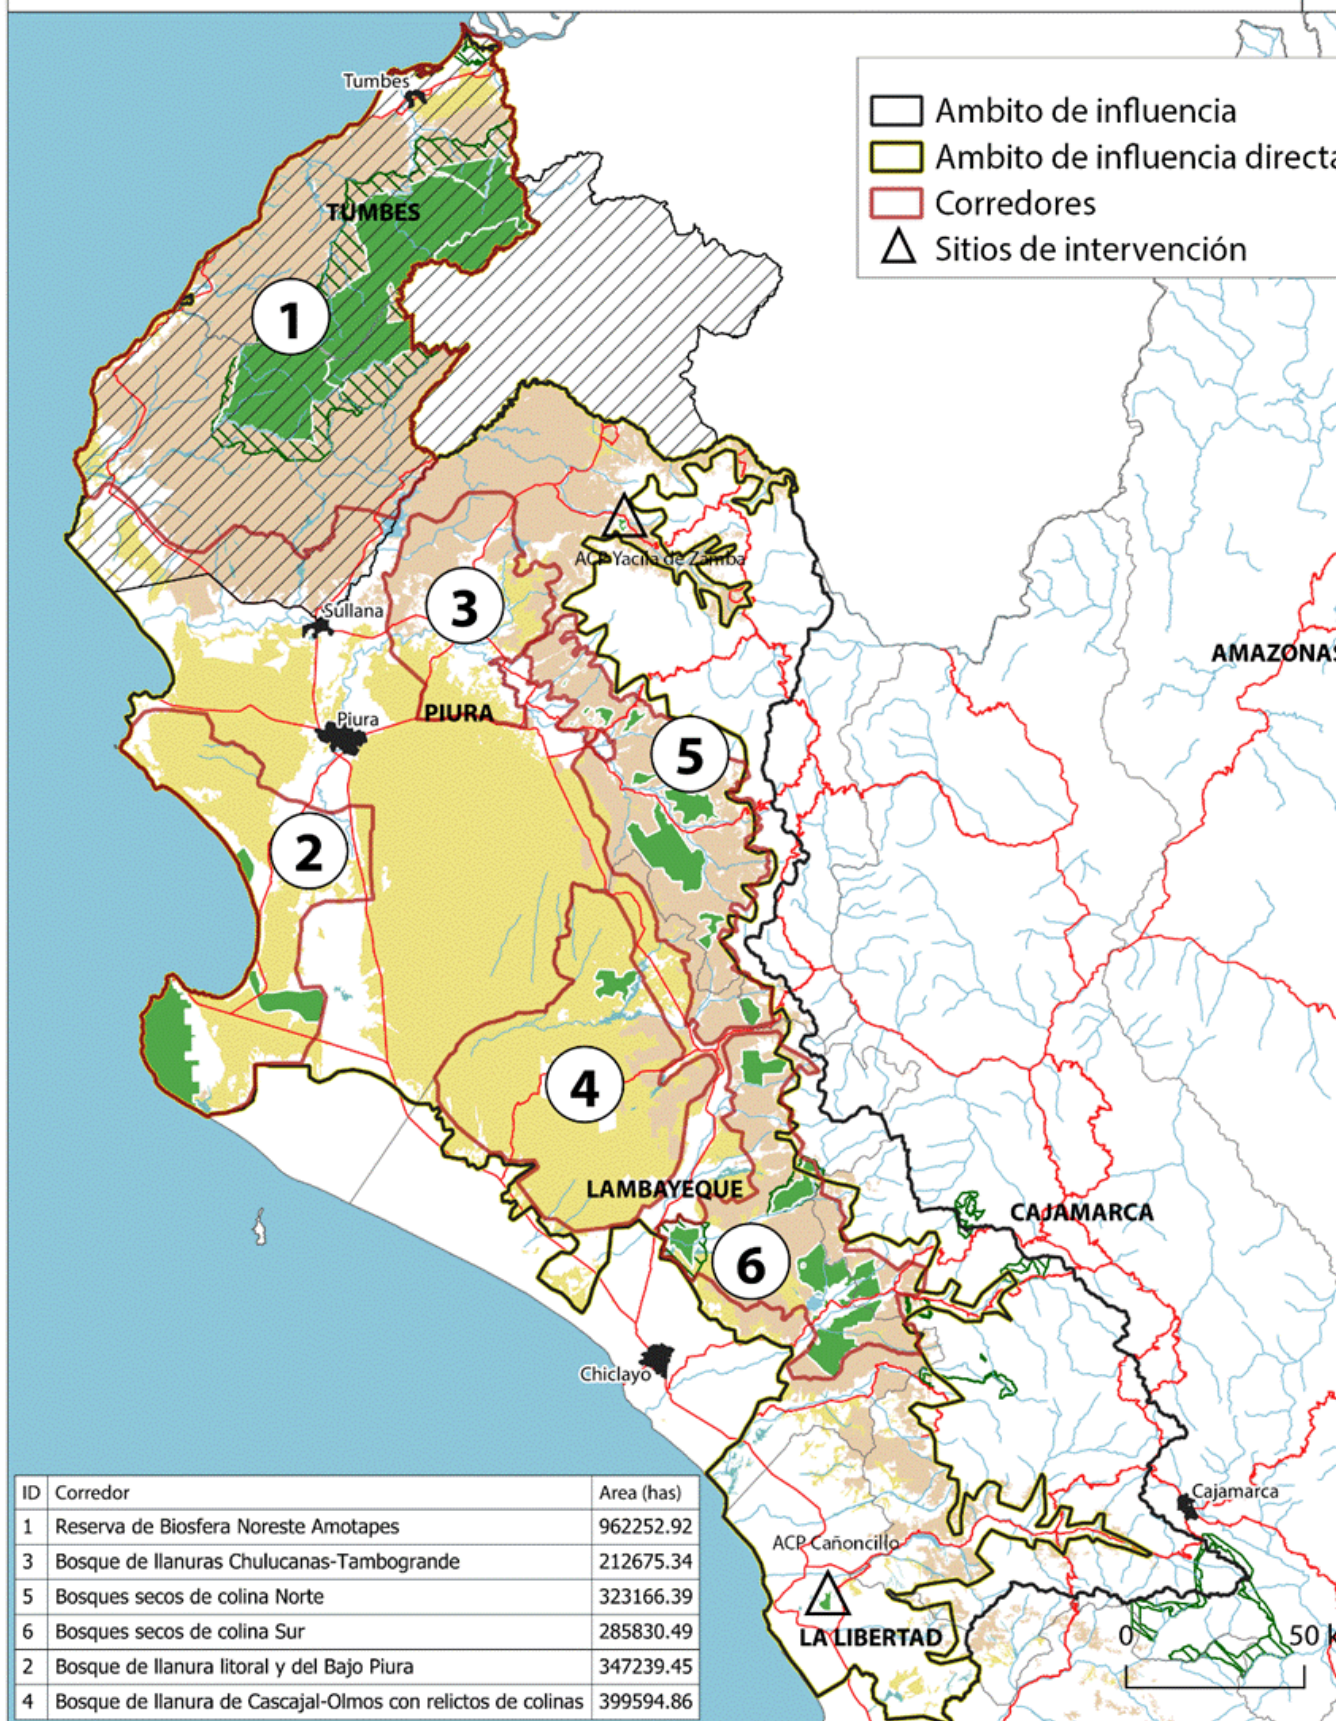 Ambito de influencia
Ambito de influencia directa
Corredores
Sitios de intervención
Tumbes
TUMBES
1
ACP Yacila de Zamba
3
Sullana
AMAZONAS
PIURA
Piura
5
2
4
LAMBAYEQUE
CAJAMARCA
6
Chiclayo
Cajamarca
ACP Cañoncillo
LA LIBERTAD
0 50 k
ID Corredor Area (has)
1 Reserva de Biosfera Noreste Amotapes 962252.92
3 Bosque de llanuras Chulucanas-Tambogrande 212675.34
5 Bosques secos de colina Norte 323166.39
6 Bosques secos de colina Sur 285830.49
2 Bosque de llanura litoral y del Bajo Piura 347239.45
4 Bosque de llanura de Cascajal-Olmos con relictos de colinas 399594.86